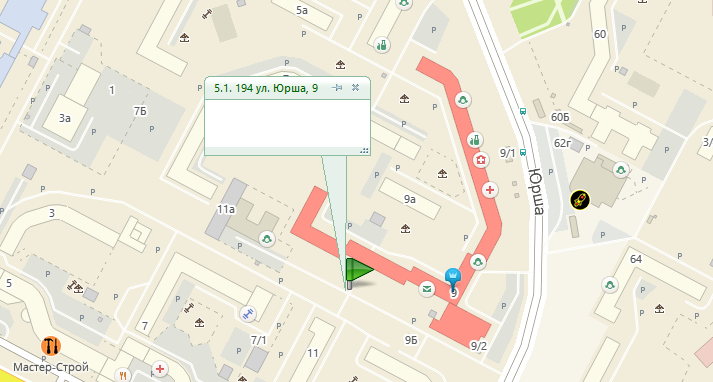 5а
60
5.1. 194 ул. Юрша, 9
1
7Б
3а
60Б
62г
9/1
3/
Юрша
9а
11а
3
64
5
9
7
7/1
11
9Б
9/2
Мастер-Строй
P